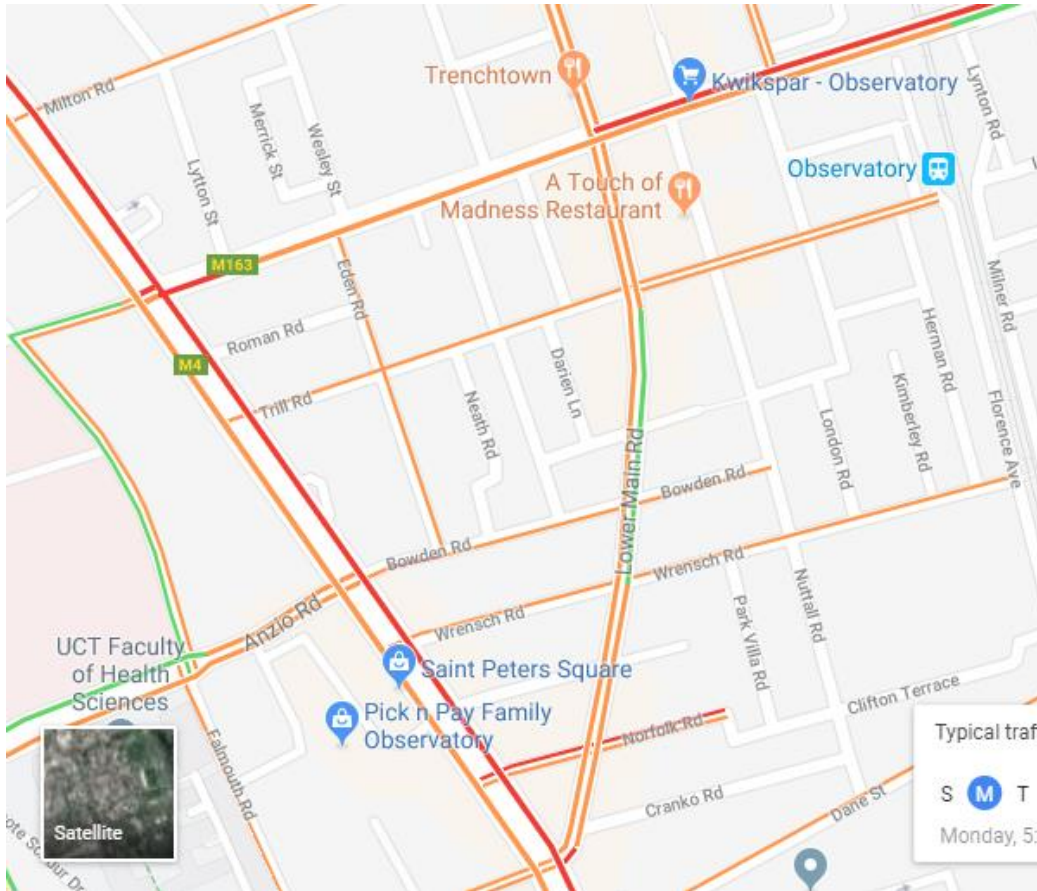 Milton Rd
Merrick St
Wesley St
Lytton St
Trenchtown
Kwikspar - Observatory
Lynton Rd
Observatory
A Touch of
Madness Restaurant
M163
Eden Rd
Roman Rd
M4
Trill Rd
Darien Ln
Neath Rd
Milner Rd
Herman Rd
Kimberley Rd
London Rd
Florence Ave
Lower Main Rd
Bowden Rd
Bowden Rd
Wrensch Rd
Wrensch Rd
Anzio Rd
Park Villa Rd
Nuttall Rd
UCT Faculty
of Health
Sciences
Saint Peters Square
Pick n Pay Family
Observatory
Falmouth Rd
Norfolk Rd
Clifton Terrace
Cranko Rd
Dane St
Satellite
Typical traf
S M T
Monday, 5: